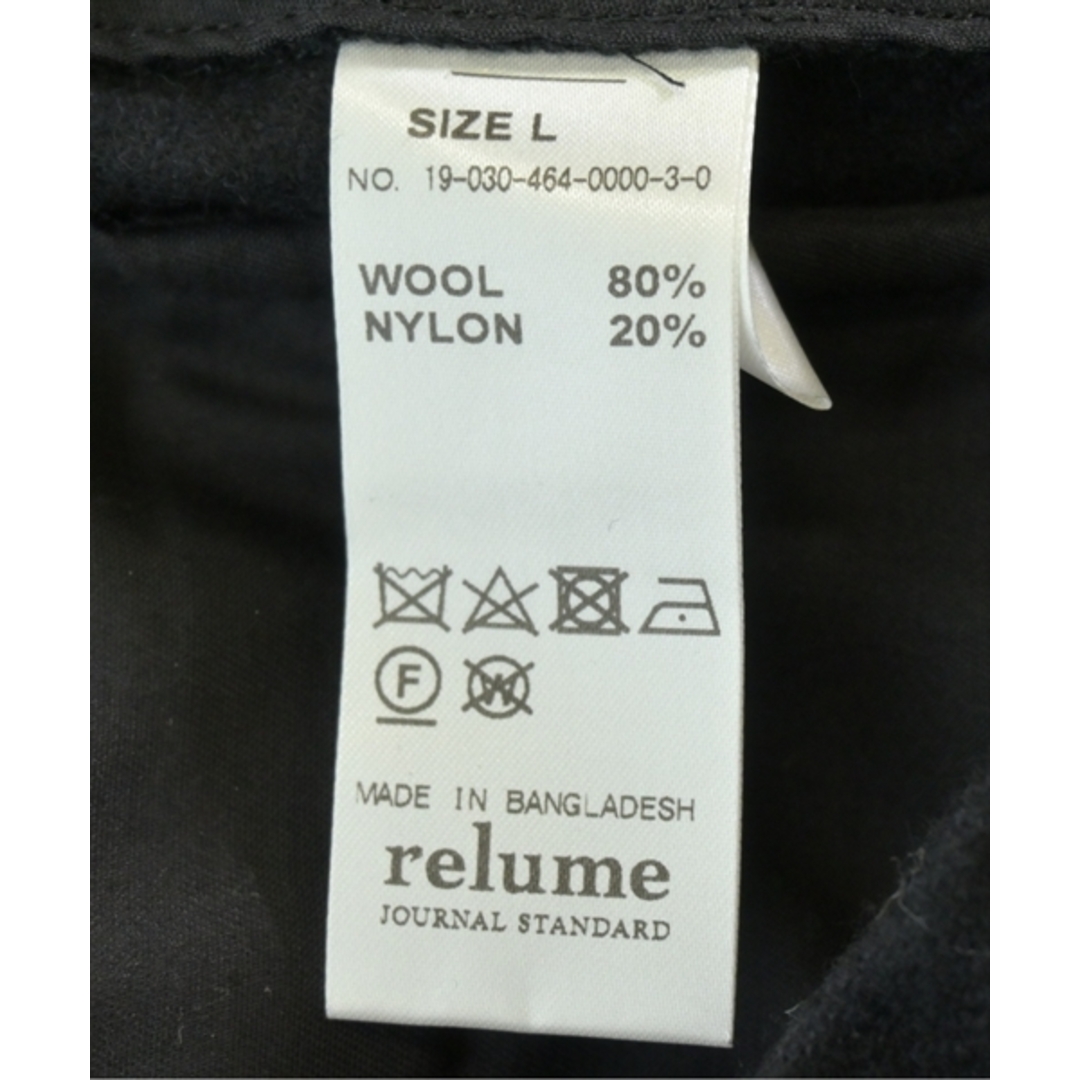 SIZE L
NO. 19-030-464-0000-3-0
WOOL 80%
NYLON 20%
F W
MADE IN BANGLADESH
relume
JOURNAL STANDARD